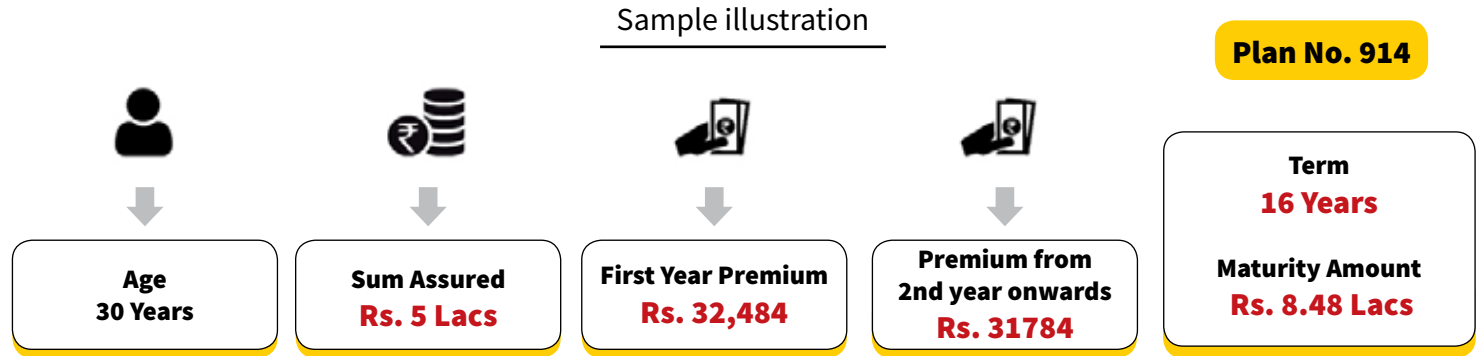 Sample illustration
Plan No. 914
Age
30 Years
Sum Assured
Rs. 5 Lacs
First Year Premium
Rs. 32,484
Premium from
2nd year onwards
Rs. 31784
Term
16 Years
Maturity Amount
Rs. 8.48 Lacs
₹
₹
₹